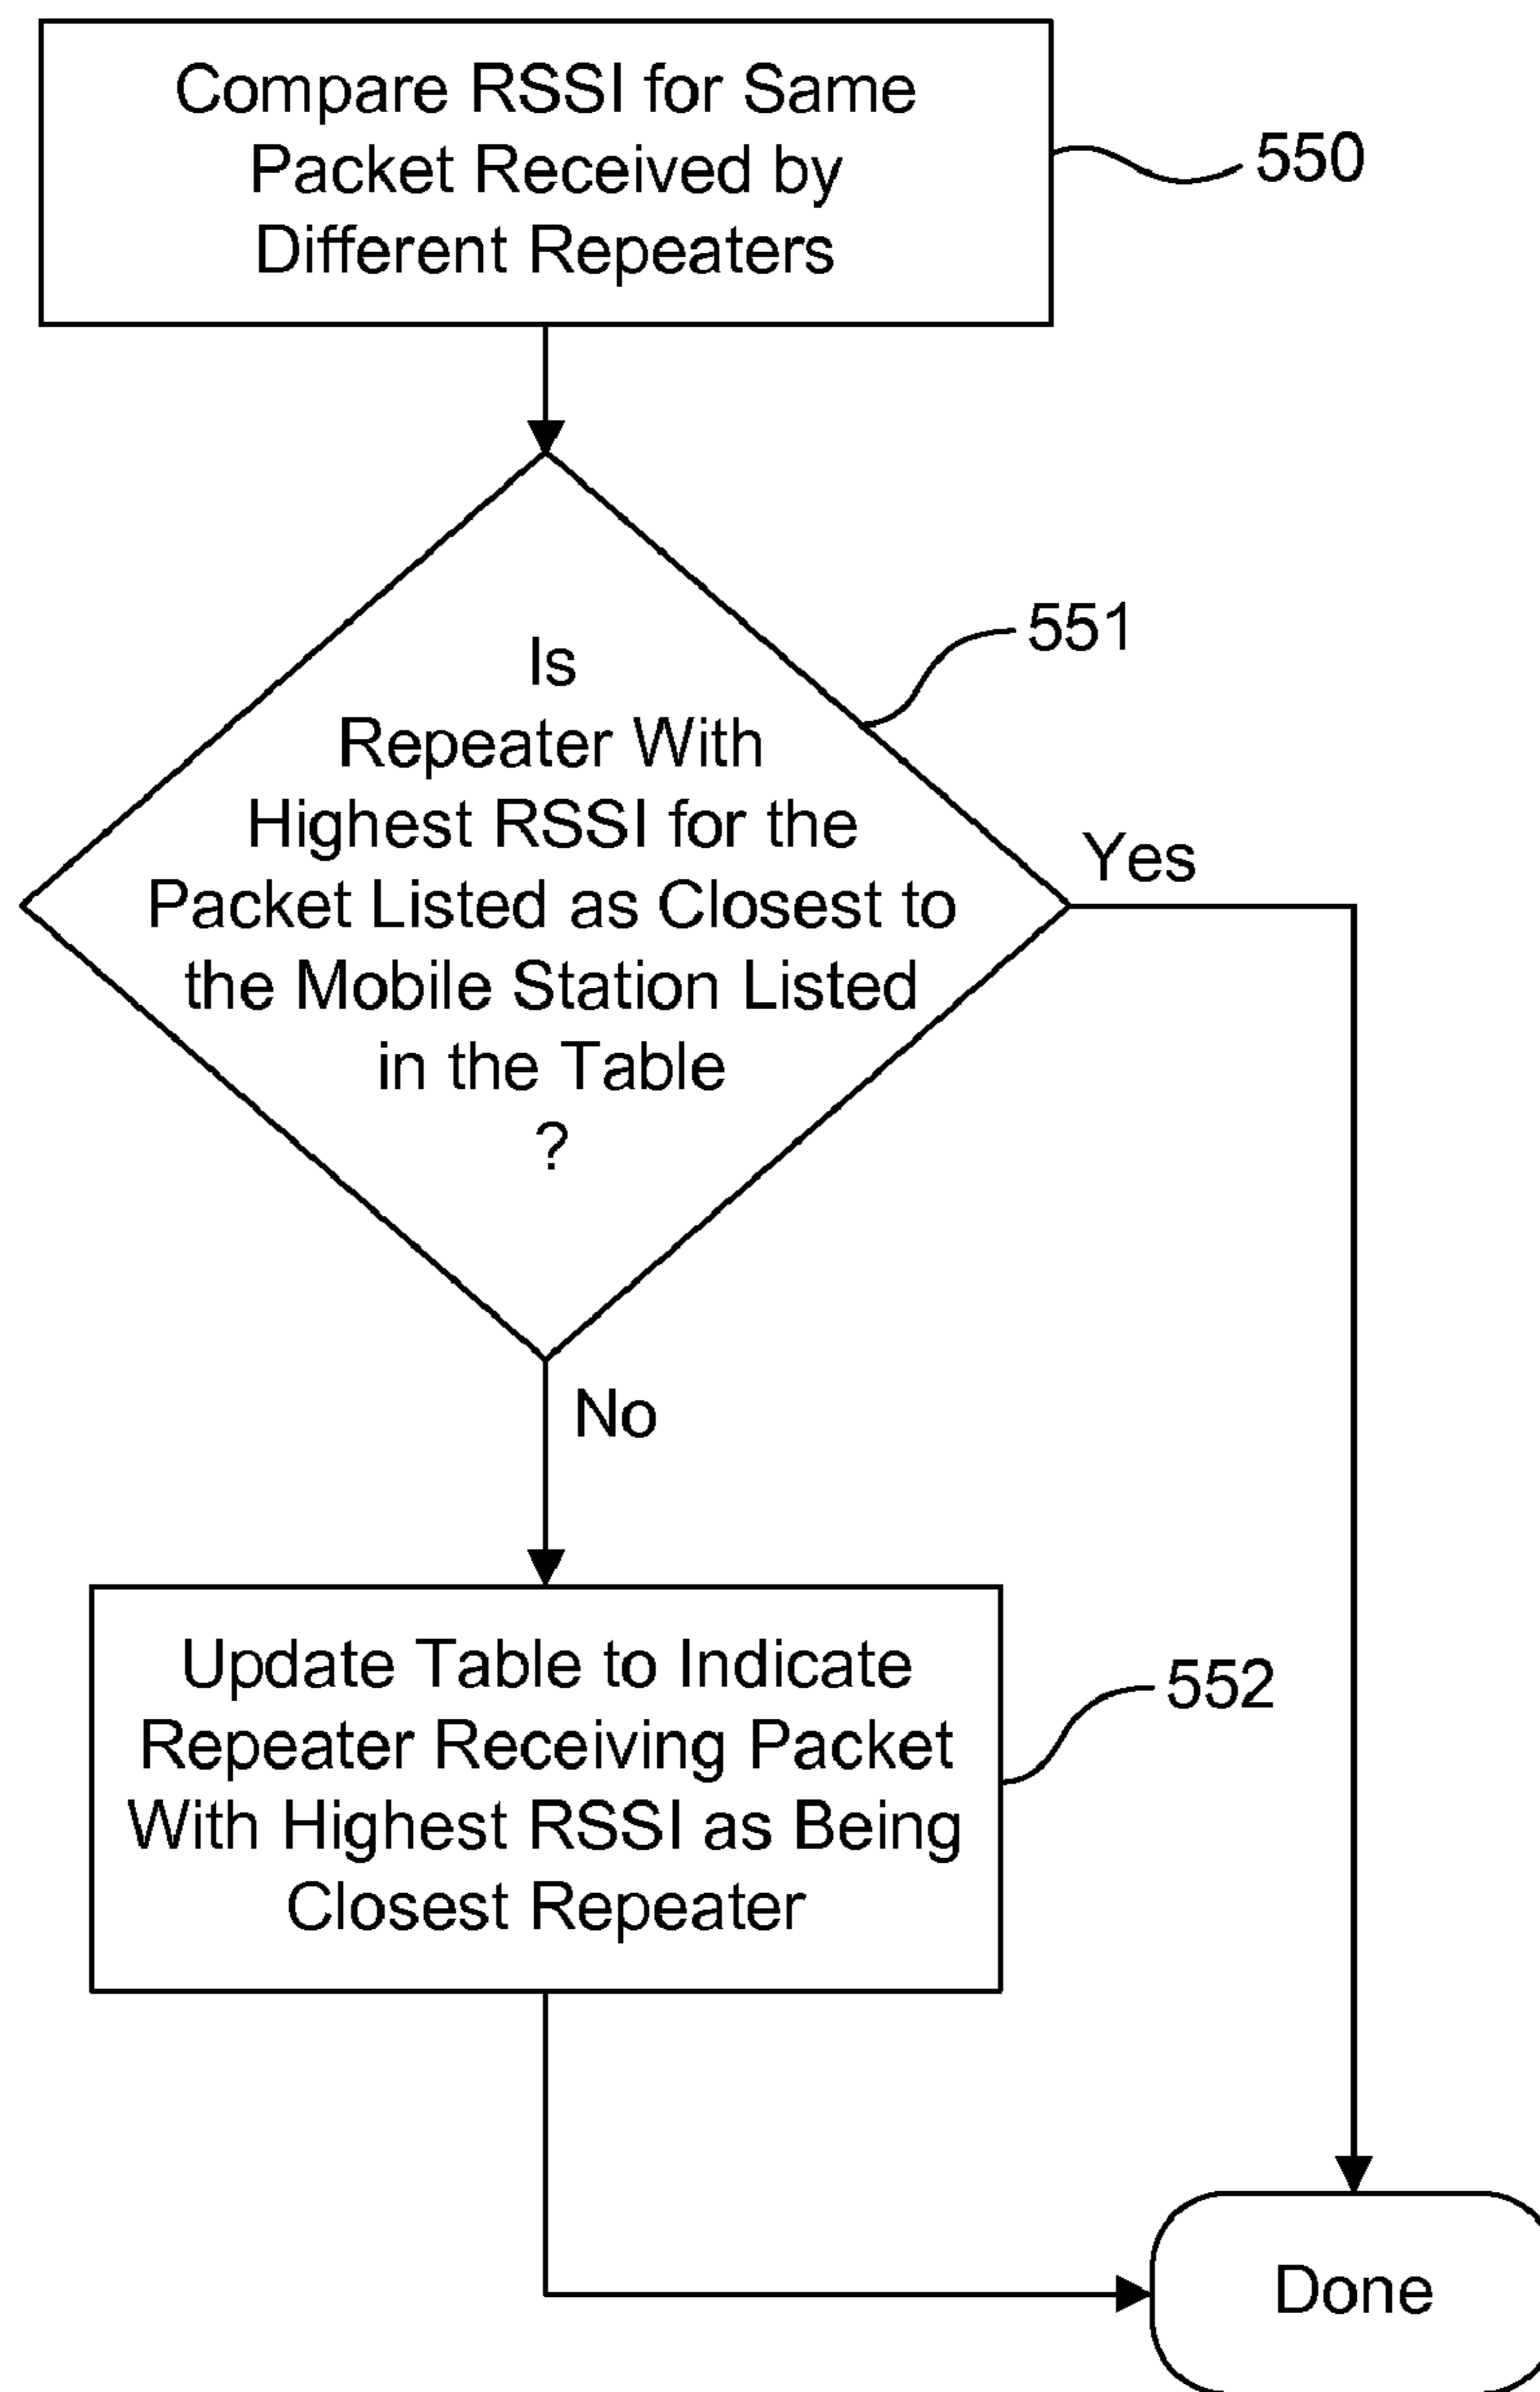 Compare RSSI for Same
Packet Received by
Different Repeaters
550
Is
Repeater With
Highest RSSI for the
Packet Listed as Closest to
the Mobile Station Listed
in the Table
?
551
Yes
No
Update Table to Indicate
Repeater Receiving Packet
With Highest RSSI as Being
Closest Repeater
552
Done